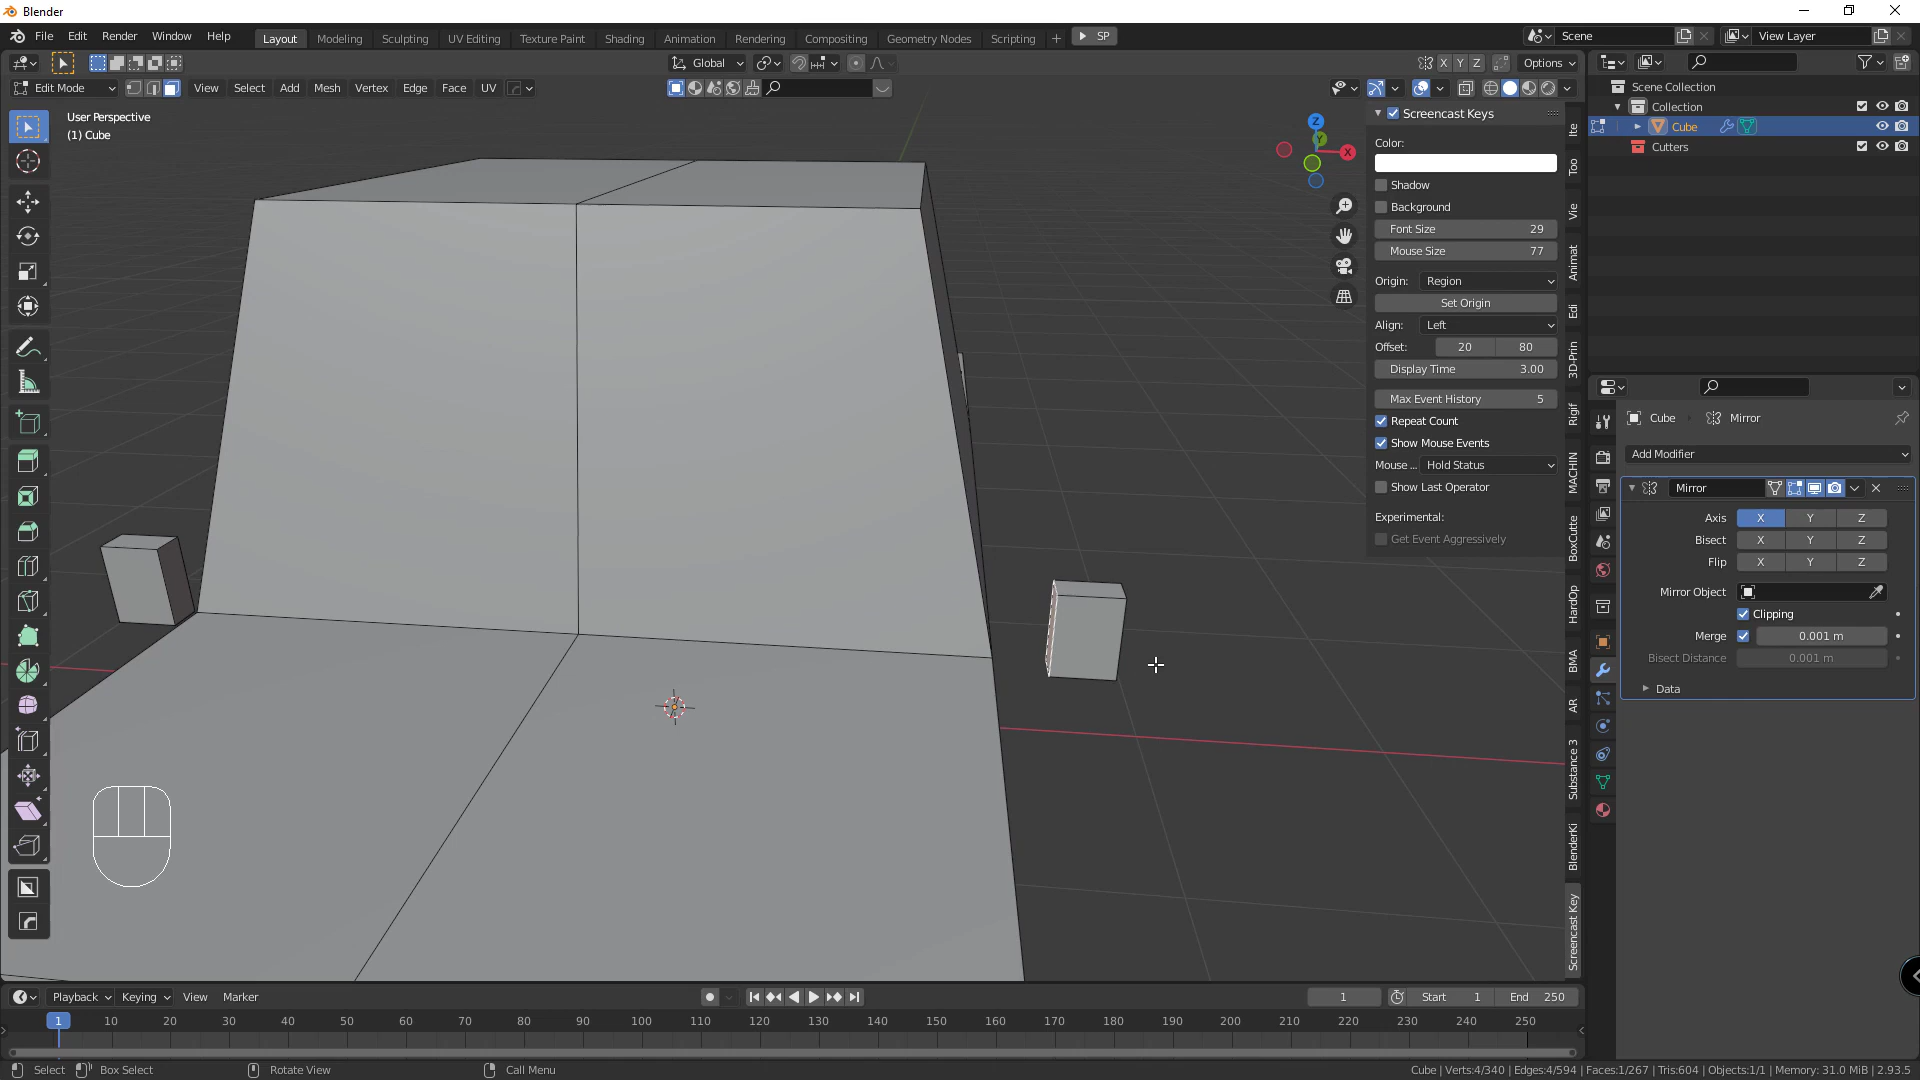 Blender
File Edit Render Window Help
Layout Modeling Sculpting UV Editing Texture Paint Shading Animation Rendering Compositing Geometry Nodes Scripting + SP
Scene View Layer
Global X Y Z Options
Edit Mode View Select Add Mesh Vertex Edge Face UV
User Perspective
(1) Cube
Z
Y
X
Screencast Keys
Color:
Shadow
Background
Font Size 29
Mouse Size 77
Origin: Region
Set Origin
Align: Left
Offset: 20 80
Display Time 3.00
Max Event History 5
Repeat Count
Show Mouse Events
Mouse ... Hold Status
Show Last Operator
Experimental:
Get Event Aggressively
Ite
Too
Vie
Animat
Edi
3D-Prin
Rigif
MACHIN
BoxCutte
HardOp
BMA
AR
Substance 3
BlenderKi
Screencast Key
Scene Collection
Collection
Cube
Cutters
Cube Mirror
Add Modifier
Mirror
Axis X Y Z
Bisect X Y Z
Flip X Y Z
Mirror Object
Clipping
Merge 0.001 m
Bisect Distance 0.001 m
Data
Playback Keying View Marker
1 Start 1 End 250
1 10 20 30 40 50 60 70 80 90 100 110 120 130 140 150 160 170 180 190 200 210 220 230 240 250
Select Box Select Rotate View Call Menu
Cube | Verts:4/340 | Edges:4/594 | Faces:1/267 | Tris:604 | Objects:1/1 | Memory: 31.0 MiB | 2.93.5